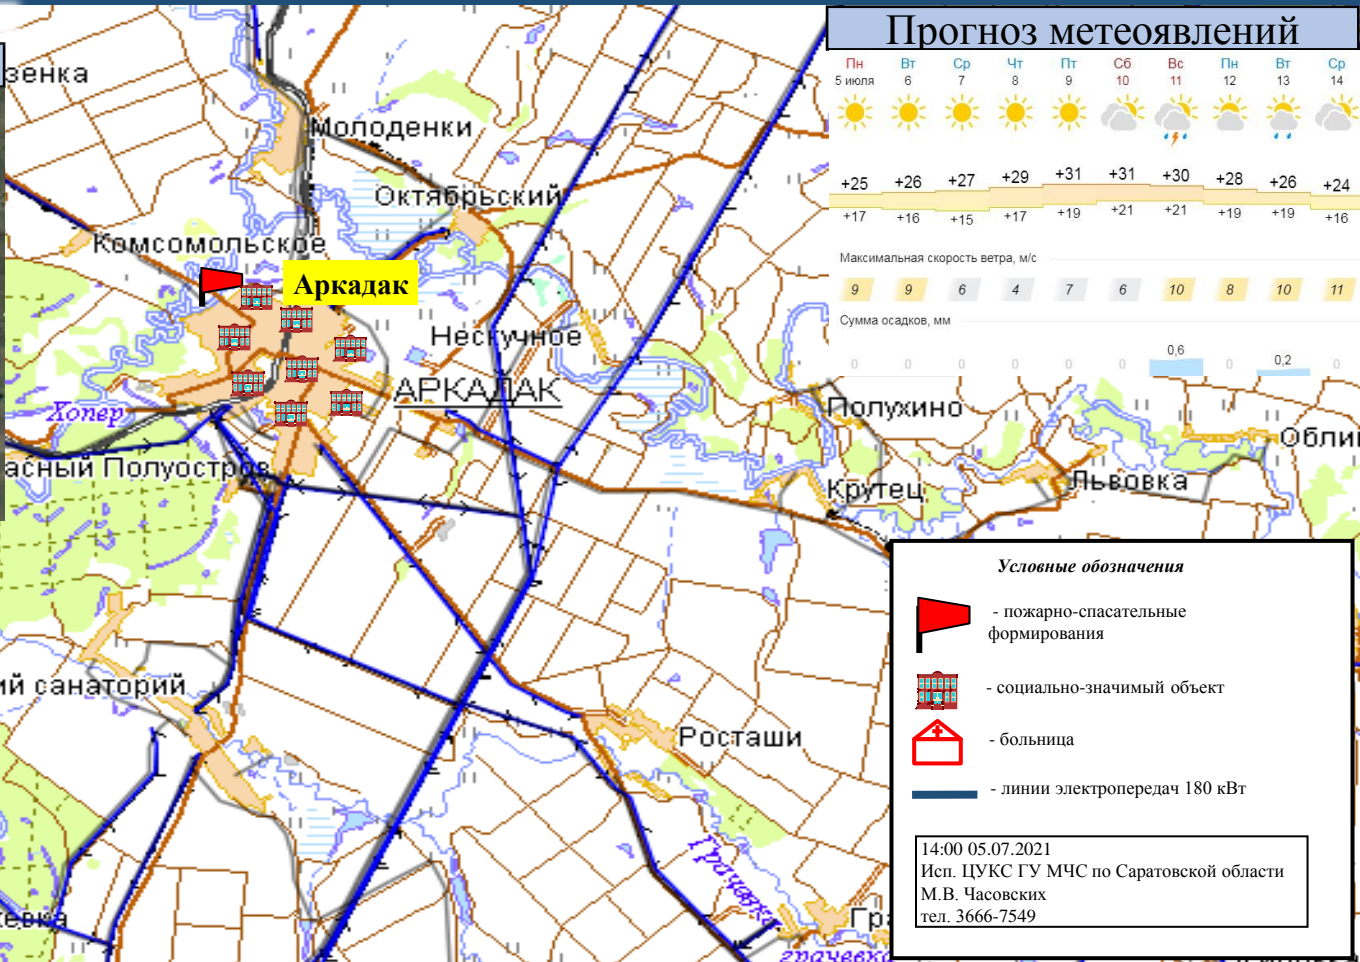 Прогноз метеоявлений
Пн Вт Ср Чт Пт Сб Вс Пн Вт Ср
5 июля 6 7 8 9 10 11 12 13 14
+25 +26 +27 +29 +31 +31 +30 +28 +26 +24
+17 +16 +15 +17 +19 +21 +21 +19 +19 +16
Максимальная скорость ветра, м/с
9 9 6 4 7 6 10 8 10 11
Сумма осадков, мм
0 0 0 0 0 0 0,6 0 0,2 0
зенка
Молоденки
Октябрьский
Комсомольское
Аркадак
Нескучное
АРКАДАК
Хопер
Полухино
Обли
асный Полуостров
Крутец
Львовка
ий санаторий
Росташи
Грачевка
Гра
евка
грачевка
Условные обозначения
- пожарно-спасательные
формирования
- социально-значимый объект
- больница
- линии электропередач 180 кВт
14:00 05.07.2021
Исп. ЦУКС ГУ МЧС по Саратовской области
М.В. Часовских
тел. 3666-7549